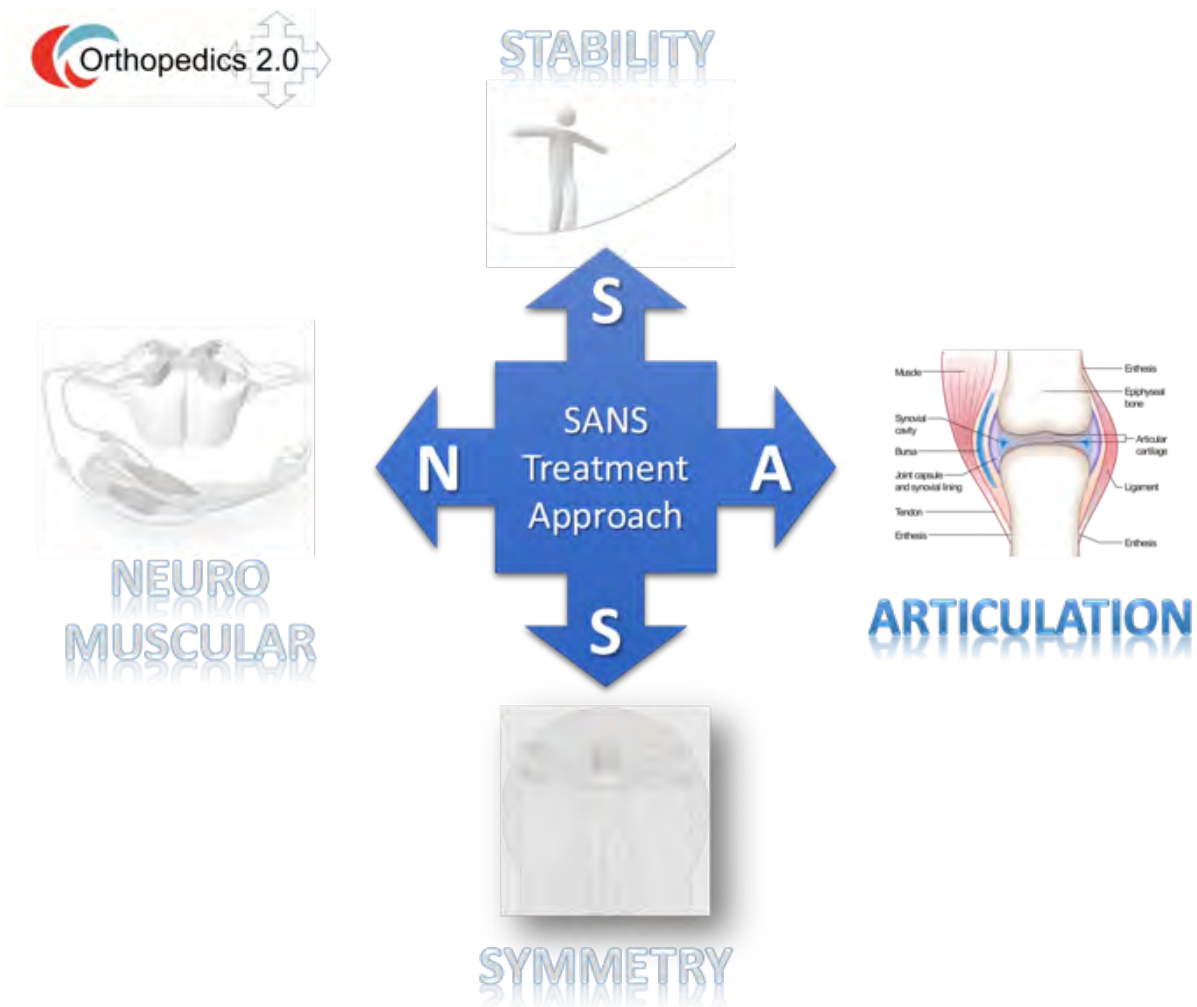 Orthopedics 2.0
STABILITY
S
N
SANS
Treatment
Approach
A
S
NEURO
MUSCULAR
Muscle
Synovial
cavity
Bursa
Joint capsule
and synovial lining
Tendon
Enthesis
Enthesis
Epiphyseal
bone
Articular
cartilage
Ligament
Enthesis
ARTICULATION
SYMMETRY